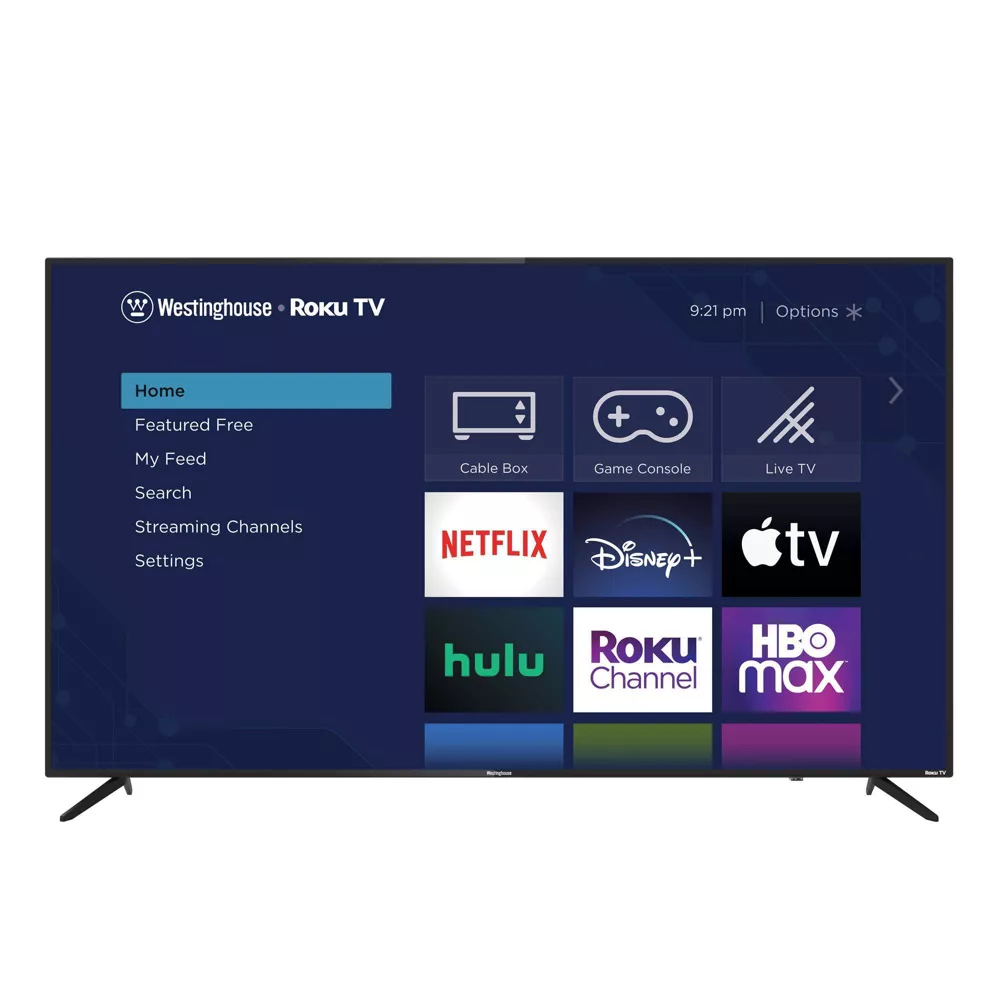 Westinghouse • ROKU TV
9:21 pm | Options
Home
Featured Free
My Feed
Search
Streaming Channels
Settings
Cable Box
Game Console
Live TV
NETFLIX
Disney+
tv
hulu
ROKU
Channel
HBO
max
Westinghouse
ROKU TV